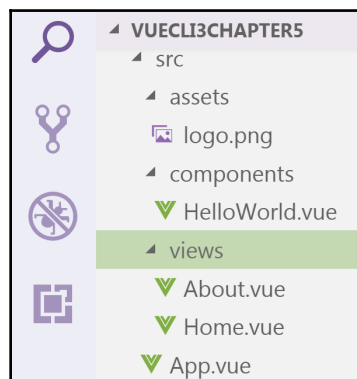 VUECLI3CHAPTER5
src
assets
logo.png
components
HelloWorld.vue
views
About.vue
Home.vue
App.vue